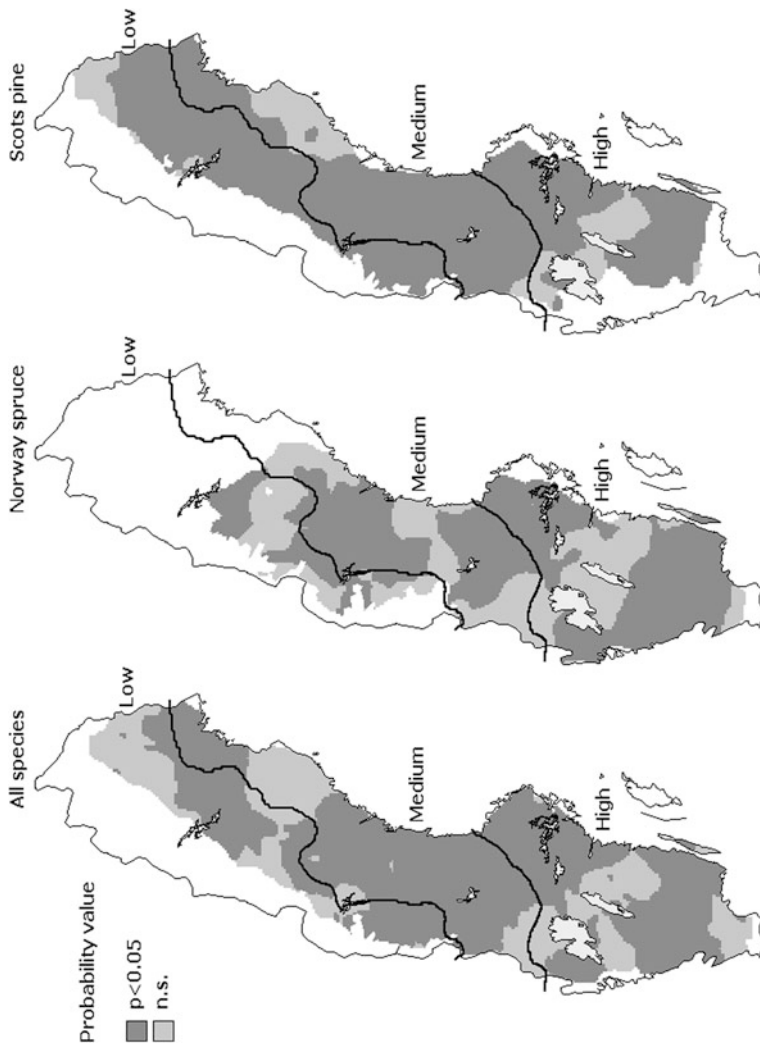 All species
Norway spruce
Scots pine
Probability value
p<0.05
n.s.
Low
Medium
High
Low
Medium
High
Low
Medium
High